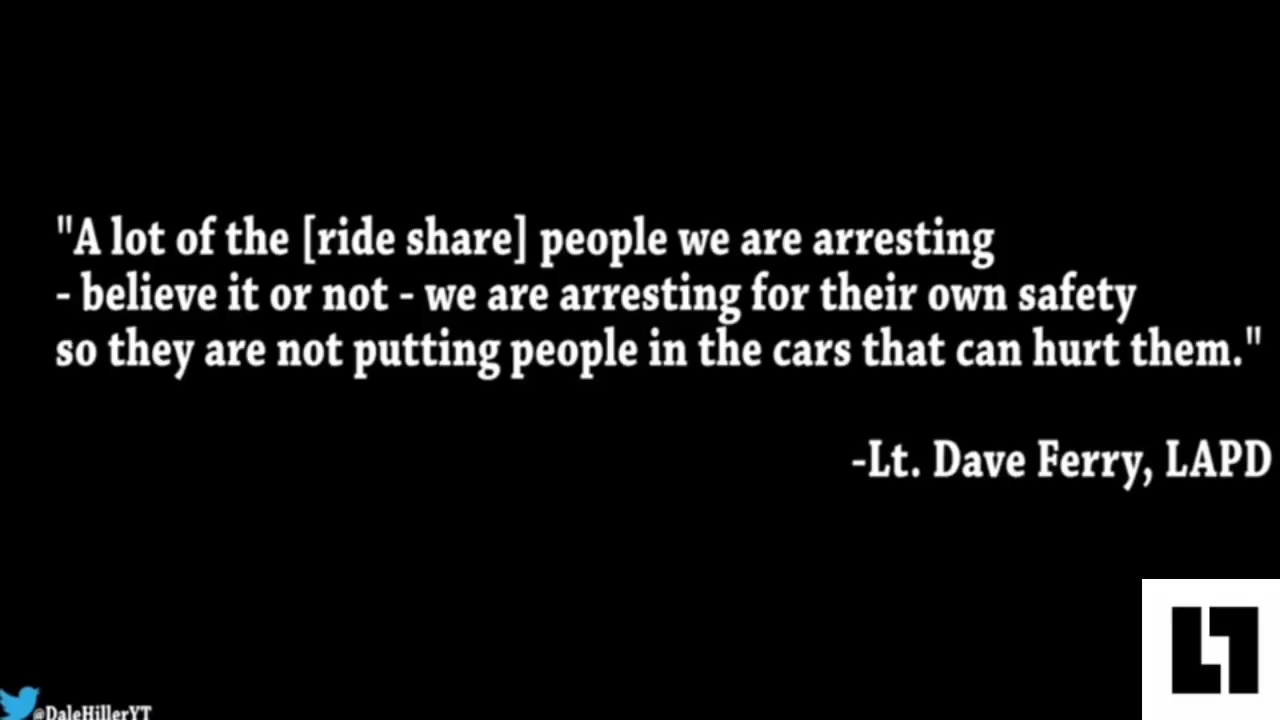 "A lot of the [ride share] people we are arresting
- believe it or not - we are arresting for their own safety
so they are not putting people in the cars that can hurt them."
-Lt. Dave Ferry, LAPD
@DaleHillerYT